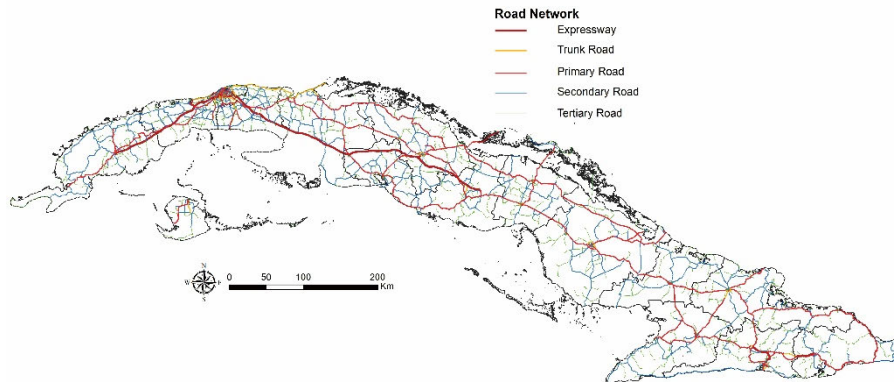 Road Network
Expressway
Trunk Road
Primary Road
Secondary Road
Tertiary Road
N
W E
S
0 50 100 200
Km